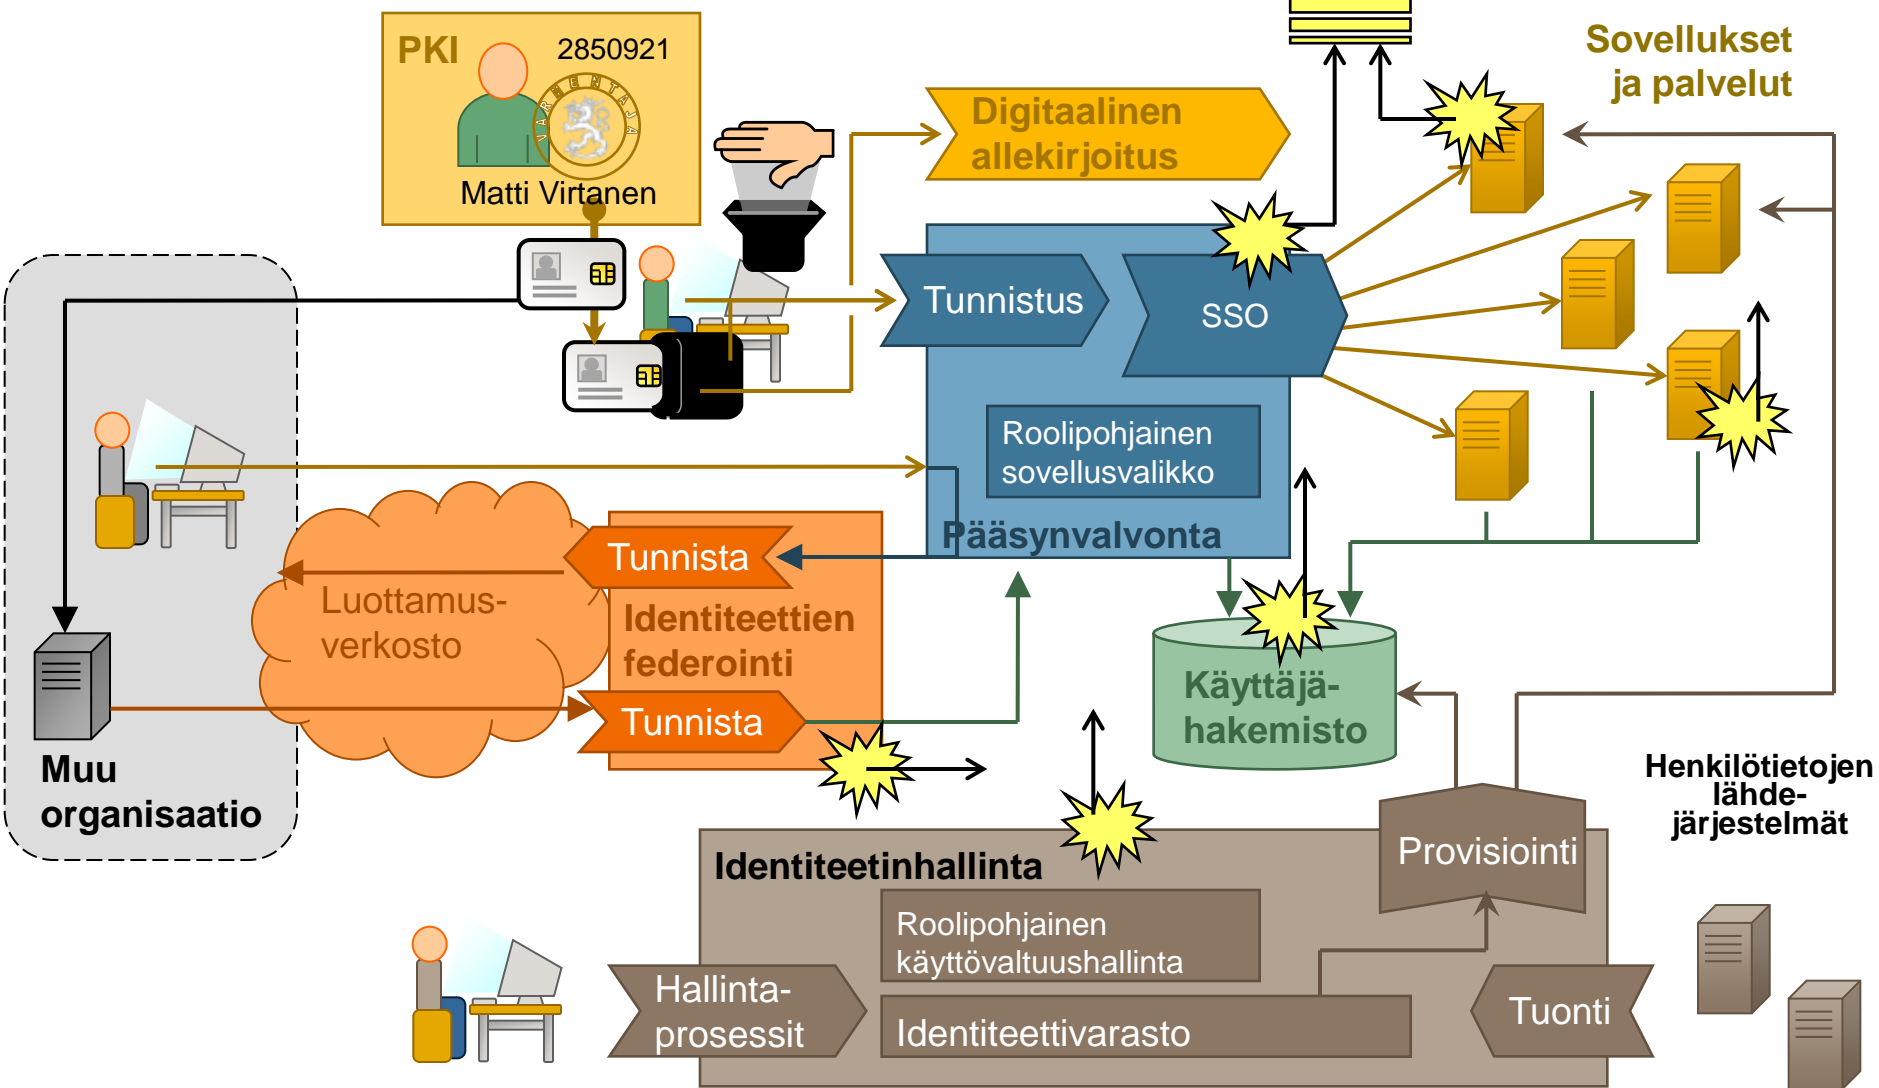 PKI
2850921
VARMENTAJA
Matti Virtanen
Sovellukset
ja palvelut
Digitaalinen
allekirjoitus
Tunnistus
SSO
Roolipohjainen
sovellusvalikko
Pääsynvalvonta
Tunnista
Luottamus-
verkosto
Identiteettien
federointi
Tunnista
Käyttäjä-
hakemisto
Muu
organisaatio
Henkilötietojen
lähde-
järjestelmät
Provisiointi
Identiteetinhallinta
Roolipohjainen
käyttövaltuushallinta
Hallinta-
prosessit
Identiteettivarasto
Tuonti